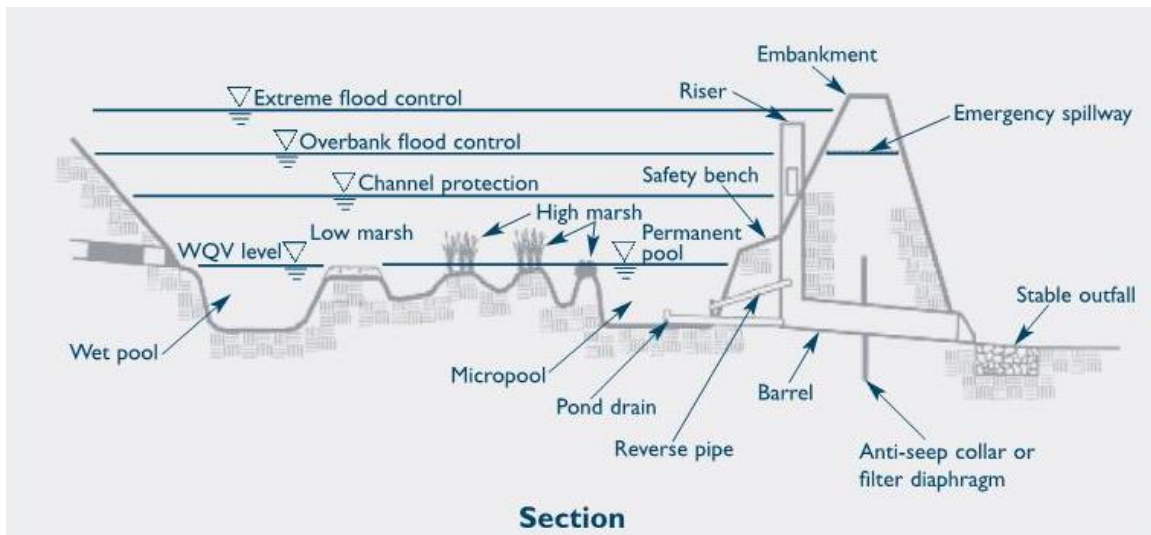 Embankment
Riser
Extreme flood control
Emergency spillway
Overbank flood control
Safety bench
Channel protection
High marsh
Low marsh
Permanent
pool
WQV level
Stable outfall
Wet pool
Micropool
Pond drain
Barrel
Reverse pipe
Anti-seep collar or
filter diaphragm
Section